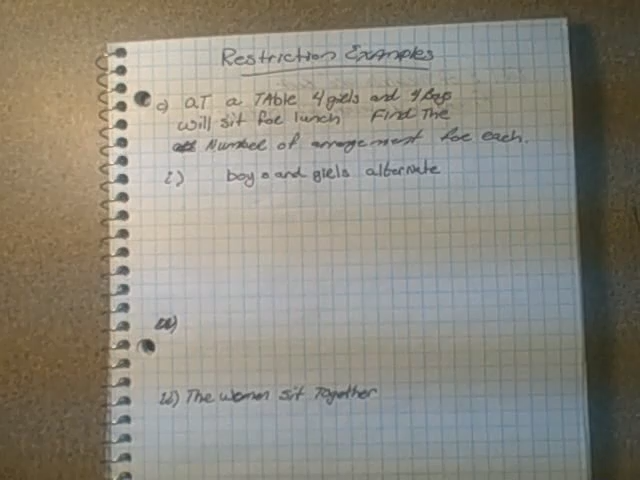 Restriction Examples
c) AT a TAble 4 girls and 4 Boys
will sit for lunch Find The
Number of arrangement for each.
i) boys and girls alternate
ii)
ii) The women sit Together